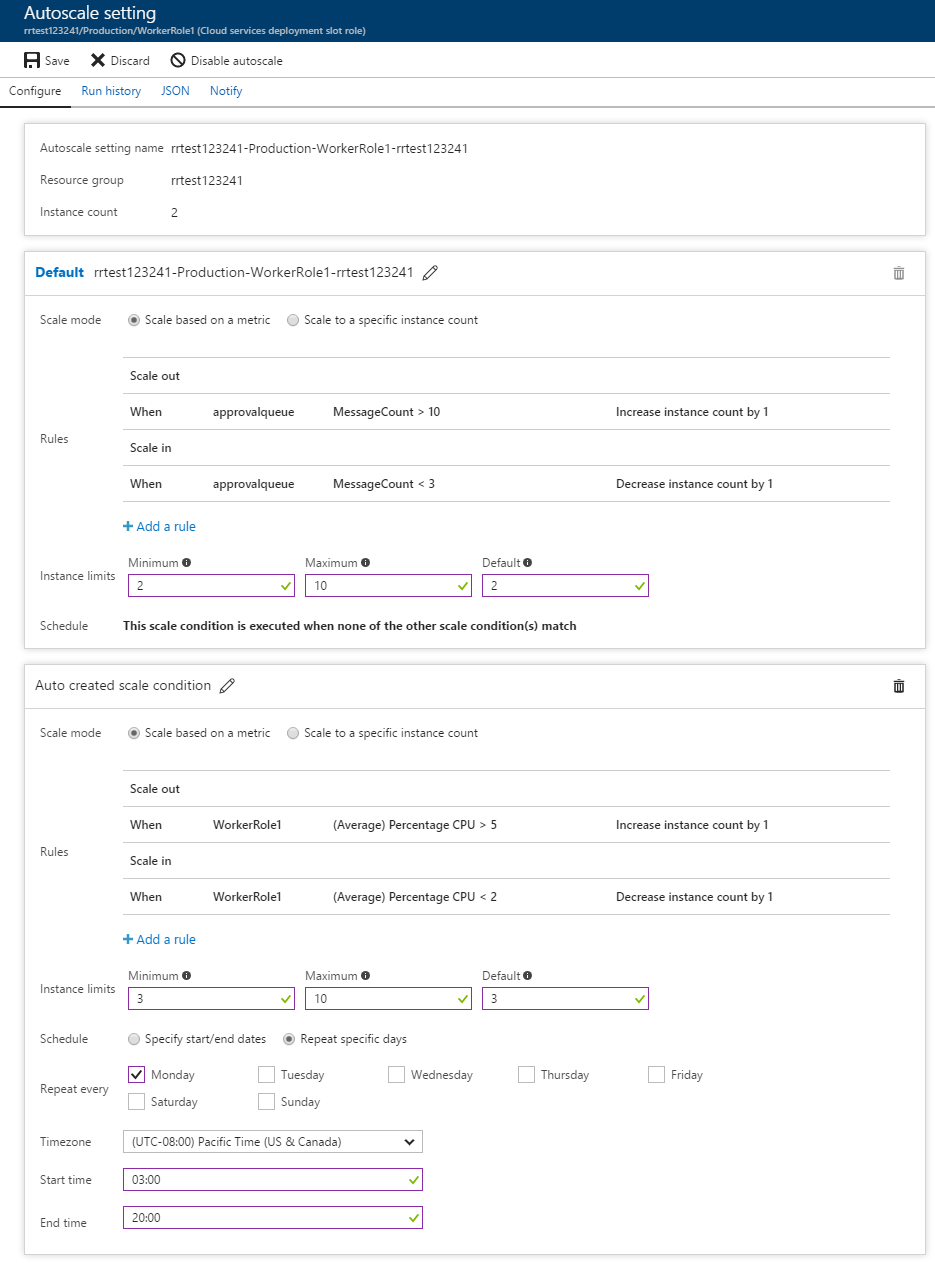 Autoscale setting
rrtest123241/Production/WorkerRole1 (Cloud services deployment slot role)
Save Discard Disable autoscale
Configure Run history JSON Notify
Autoscale setting name rrtest123241-Production-WorkerRole1-rrtest123241
Resource group rrtest123241
Instance count 2
Default rrtest123241-Production-WorkerRole1-rrtest123241
Scale mode Scale based on a metric Scale to a specific instance count
Scale out
When approvalqueue MessageCount > 10 Increase instance count by 1
Rules
Scale in
When approvalqueue MessageCount < 3 Decrease instance count by 1
+ Add a rule
Minimum Maximum Default
Instance limits 2 10 2
Schedule This scale condition is executed when none of the other scale condition(s) match
Auto created scale condition
Scale mode Scale based on a metric Scale to a specific instance count
Scale out
When WorkerRole1 (Average) Percentage CPU > 5 Increase instance count by 1
Rules
Scale in
When WorkerRole1 (Average) Percentage CPU < 2 Decrease instance count by 1
+ Add a rule
Minimum Maximum Default
Instance limits 3 10 3
Schedule Specify start/end dates Repeat specific days
Repeat every Monday Tuesday Wednesday Thursday Friday
Saturday Sunday
Timezone (UTC-08:00) Pacific Time (US & Canada)
Start time 03:00
End time 20:00